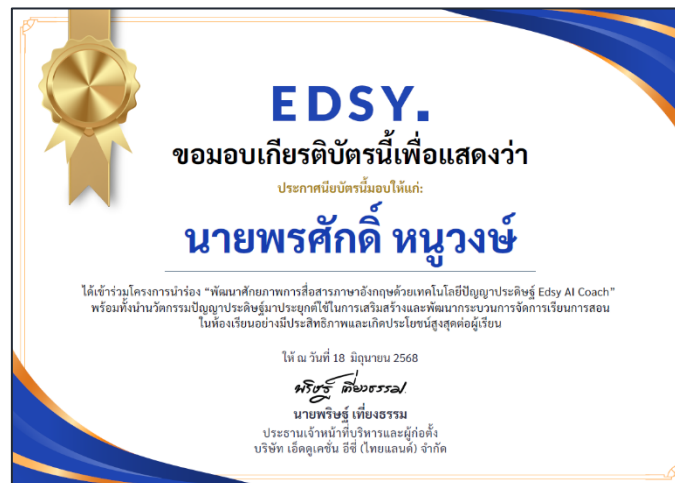 EDSY.
ขอมอบเกียรติบัตรนี้เพื่อแสดงว่า
ประกาศนียบัตรนี้มอบให้แก่:
นายพรศักดิ์ หนูวงษ์
ได้เข้าร่วมโครงการนำร่อง “พัฒนาศักยภาพการสื่อสารภาษาอังกฤษด้วยเทคโนโลยีปัญญาประดิษฐ์ Edsy AI Coach”
พร้อมทั้งนำนวัตกรรมปัญญาประดิษฐ์มาประยุกต์ใช้ในการเสริมสร้างและพัฒนากระบวนการจัดการเรียนการสอน
ในห้องเรียนอย่างมีประสิทธิภาพและเกิดประโยชน์สูงสุดต่อผู้เรียน
ให้ ณ วันที่ 18 มิถุนายน 2568
พริษฐ์ เที่ยงธรรม
นายพริษฐ์ เที่ยงธรรม
ประธานเจ้าหน้าที่บริหารและผู้ก่อตั้ง
บริษัท เอ็ดดูเคชั่น อีซี่ (ไทยแลนด์) จำกัด